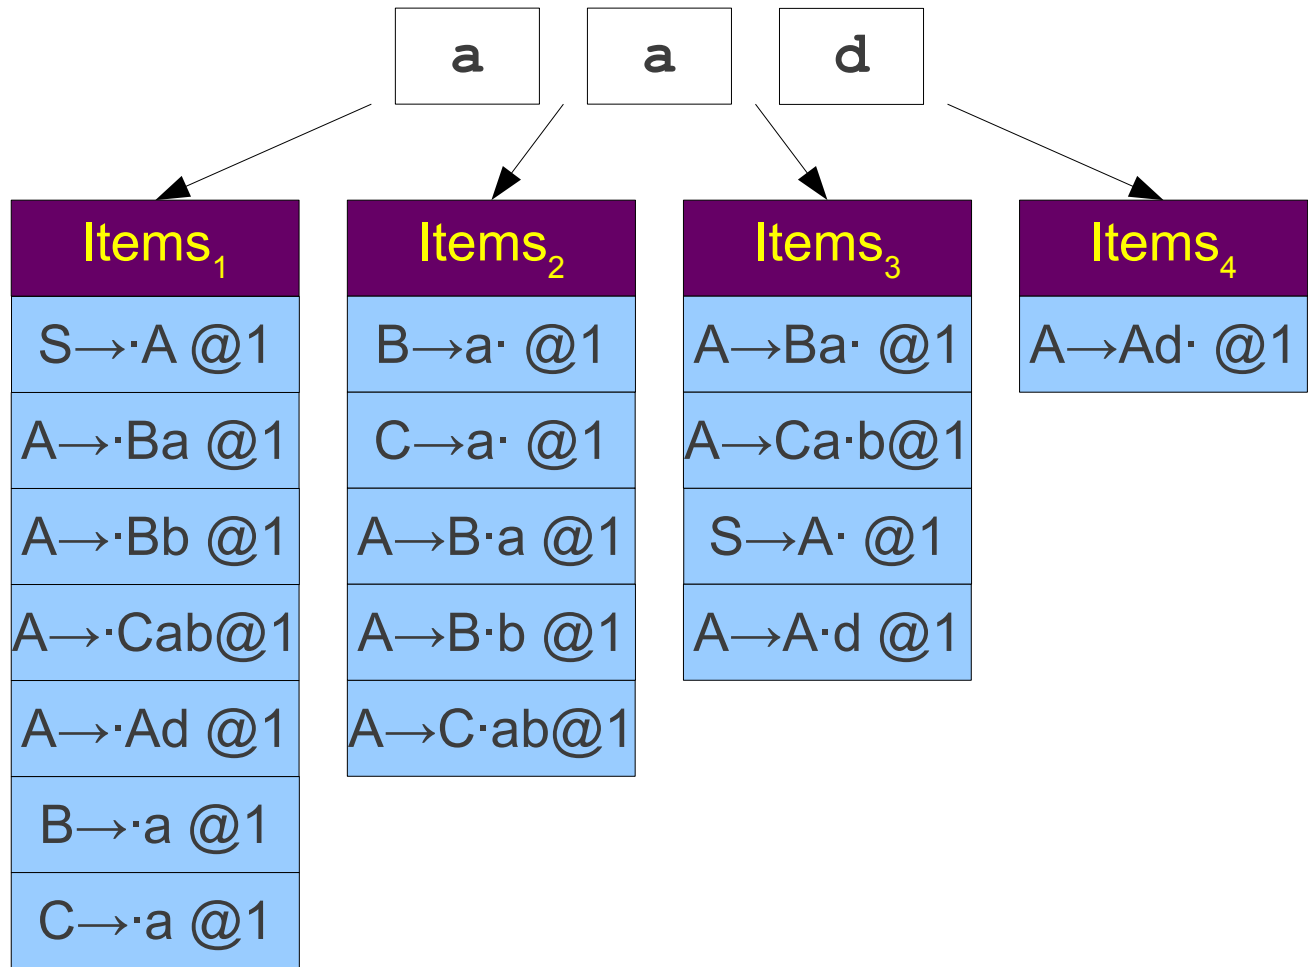 a a d
Items₁ Items₂ Items₃ Items₄
S→·A @1 B→a· @1 A→Ba· @1 A→Ad· @1
A→·Ba @1 C→a· @1 A→Ca·b@1
A→·Bb @1 A→B·a @1 S→A· @1
A→·Cab@1 A→B·b @1 A→A·d @1
A→·Ad @1 A→C·ab@1
B→·a @1
C→·a @1